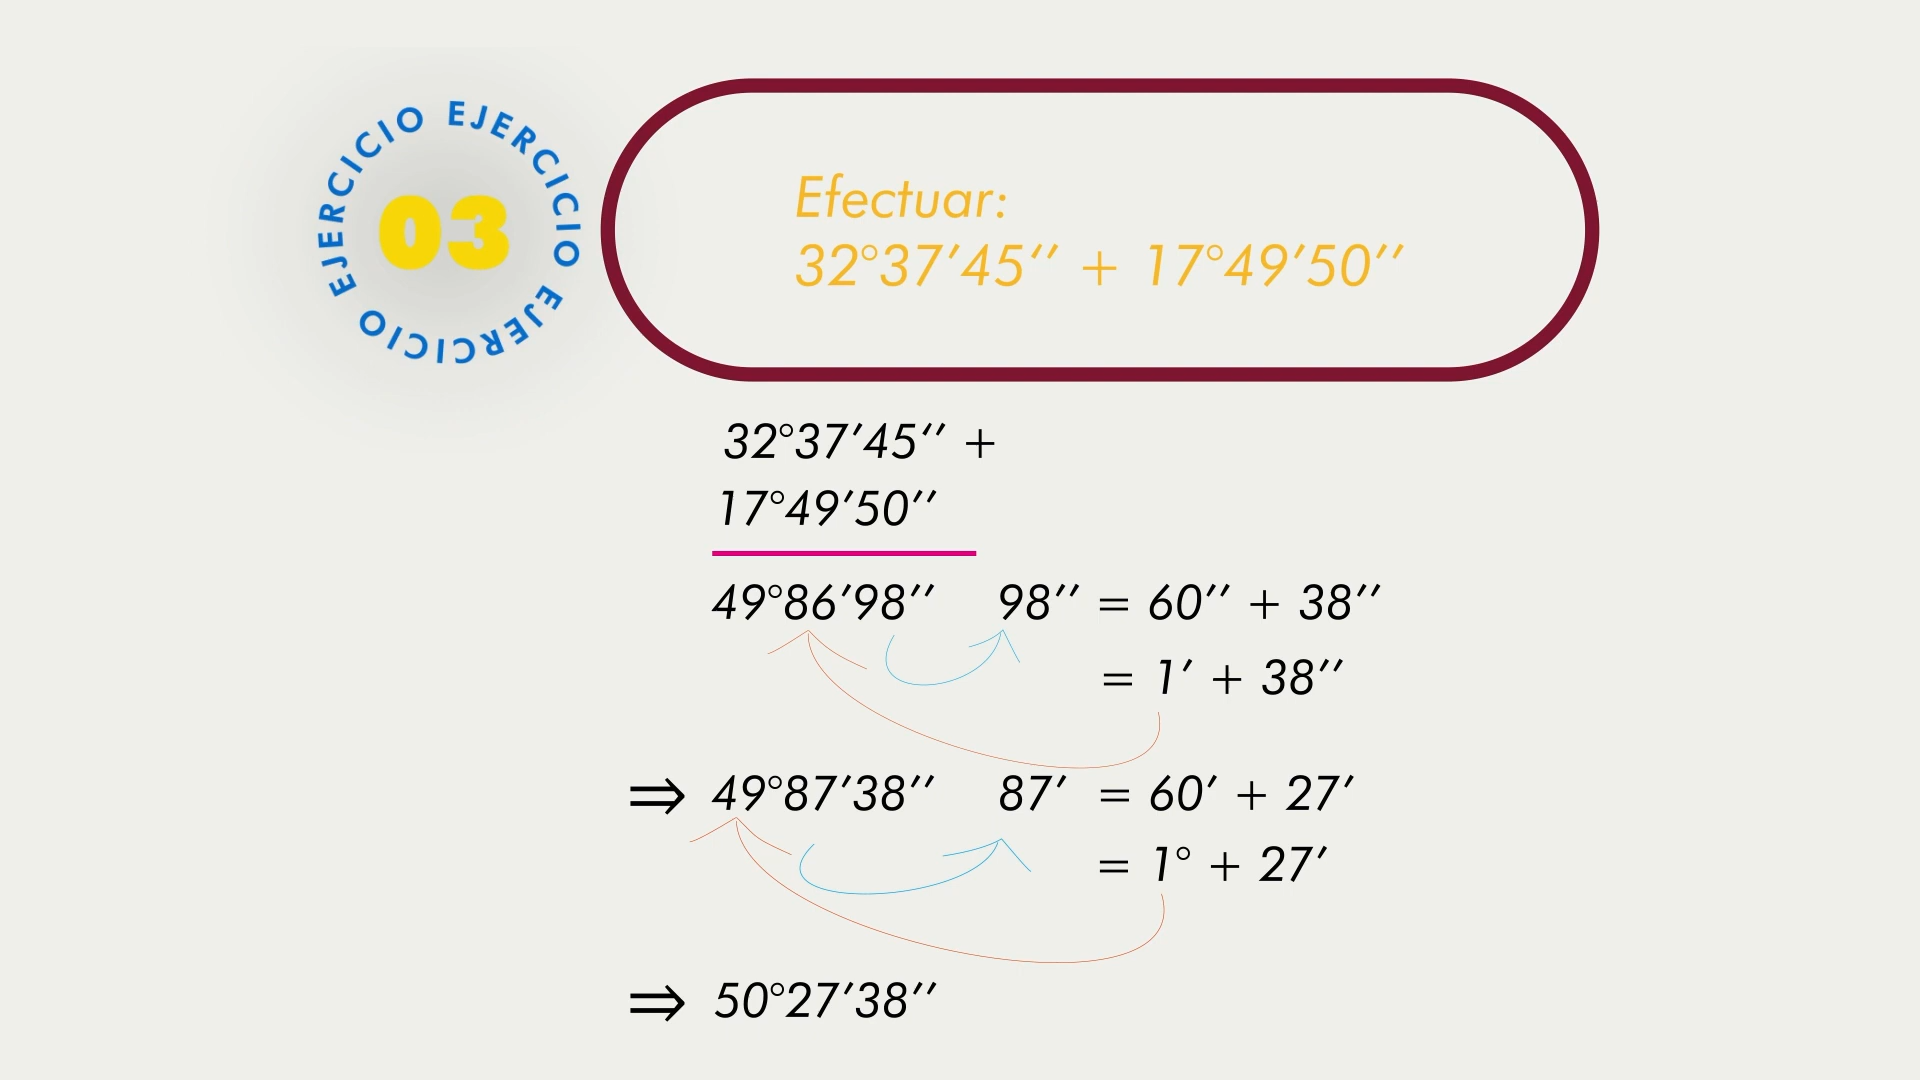 EJERCICIO EJERCICIO EJERCICIO EJERCICIO
03
Efectuar:
32°37’45’’ + 17°49’50’’
32°37’45’’ +
17°49’50’’
49°86’98’’ 98’’ = 60’’ + 38’’
= 1’ + 38’’
⇒ 49°87’38’’ 87’ = 60’ + 27’
= 1° + 27’
⇒ 50°27’38’’